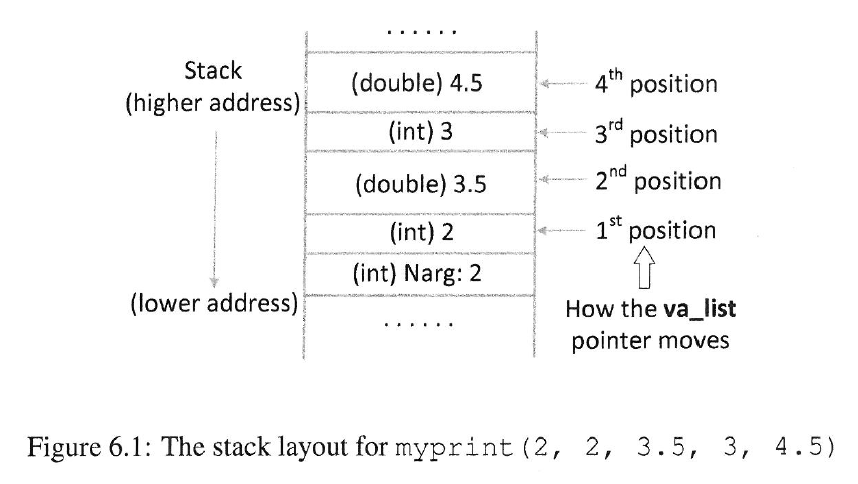 ......
Stack
(higher address)
(double) 4.5
4th position
(int) 3
3rd position
(double) 3.5
2nd position
(int) 2
1st position
(int) Narg: 2
(lower address)
How the va_list
pointer moves
......
Figure 6.1: The stack layout for myprint(2, 2, 3.5, 3, 4.5)